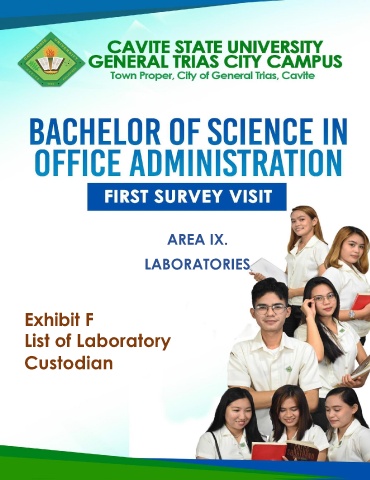 CAVITE STATE UNIVERSITY
GENERAL TRIAS CITY CAMPUS
Town Proper, City of General Trias, Cavite
BACHELOR OF SCIENCE IN
OFFICE ADMINISTRATION
FIRST SURVEY VISIT
AREA IX.
LABORATORIES
Exhibit F
List of Laboratory
Custodian